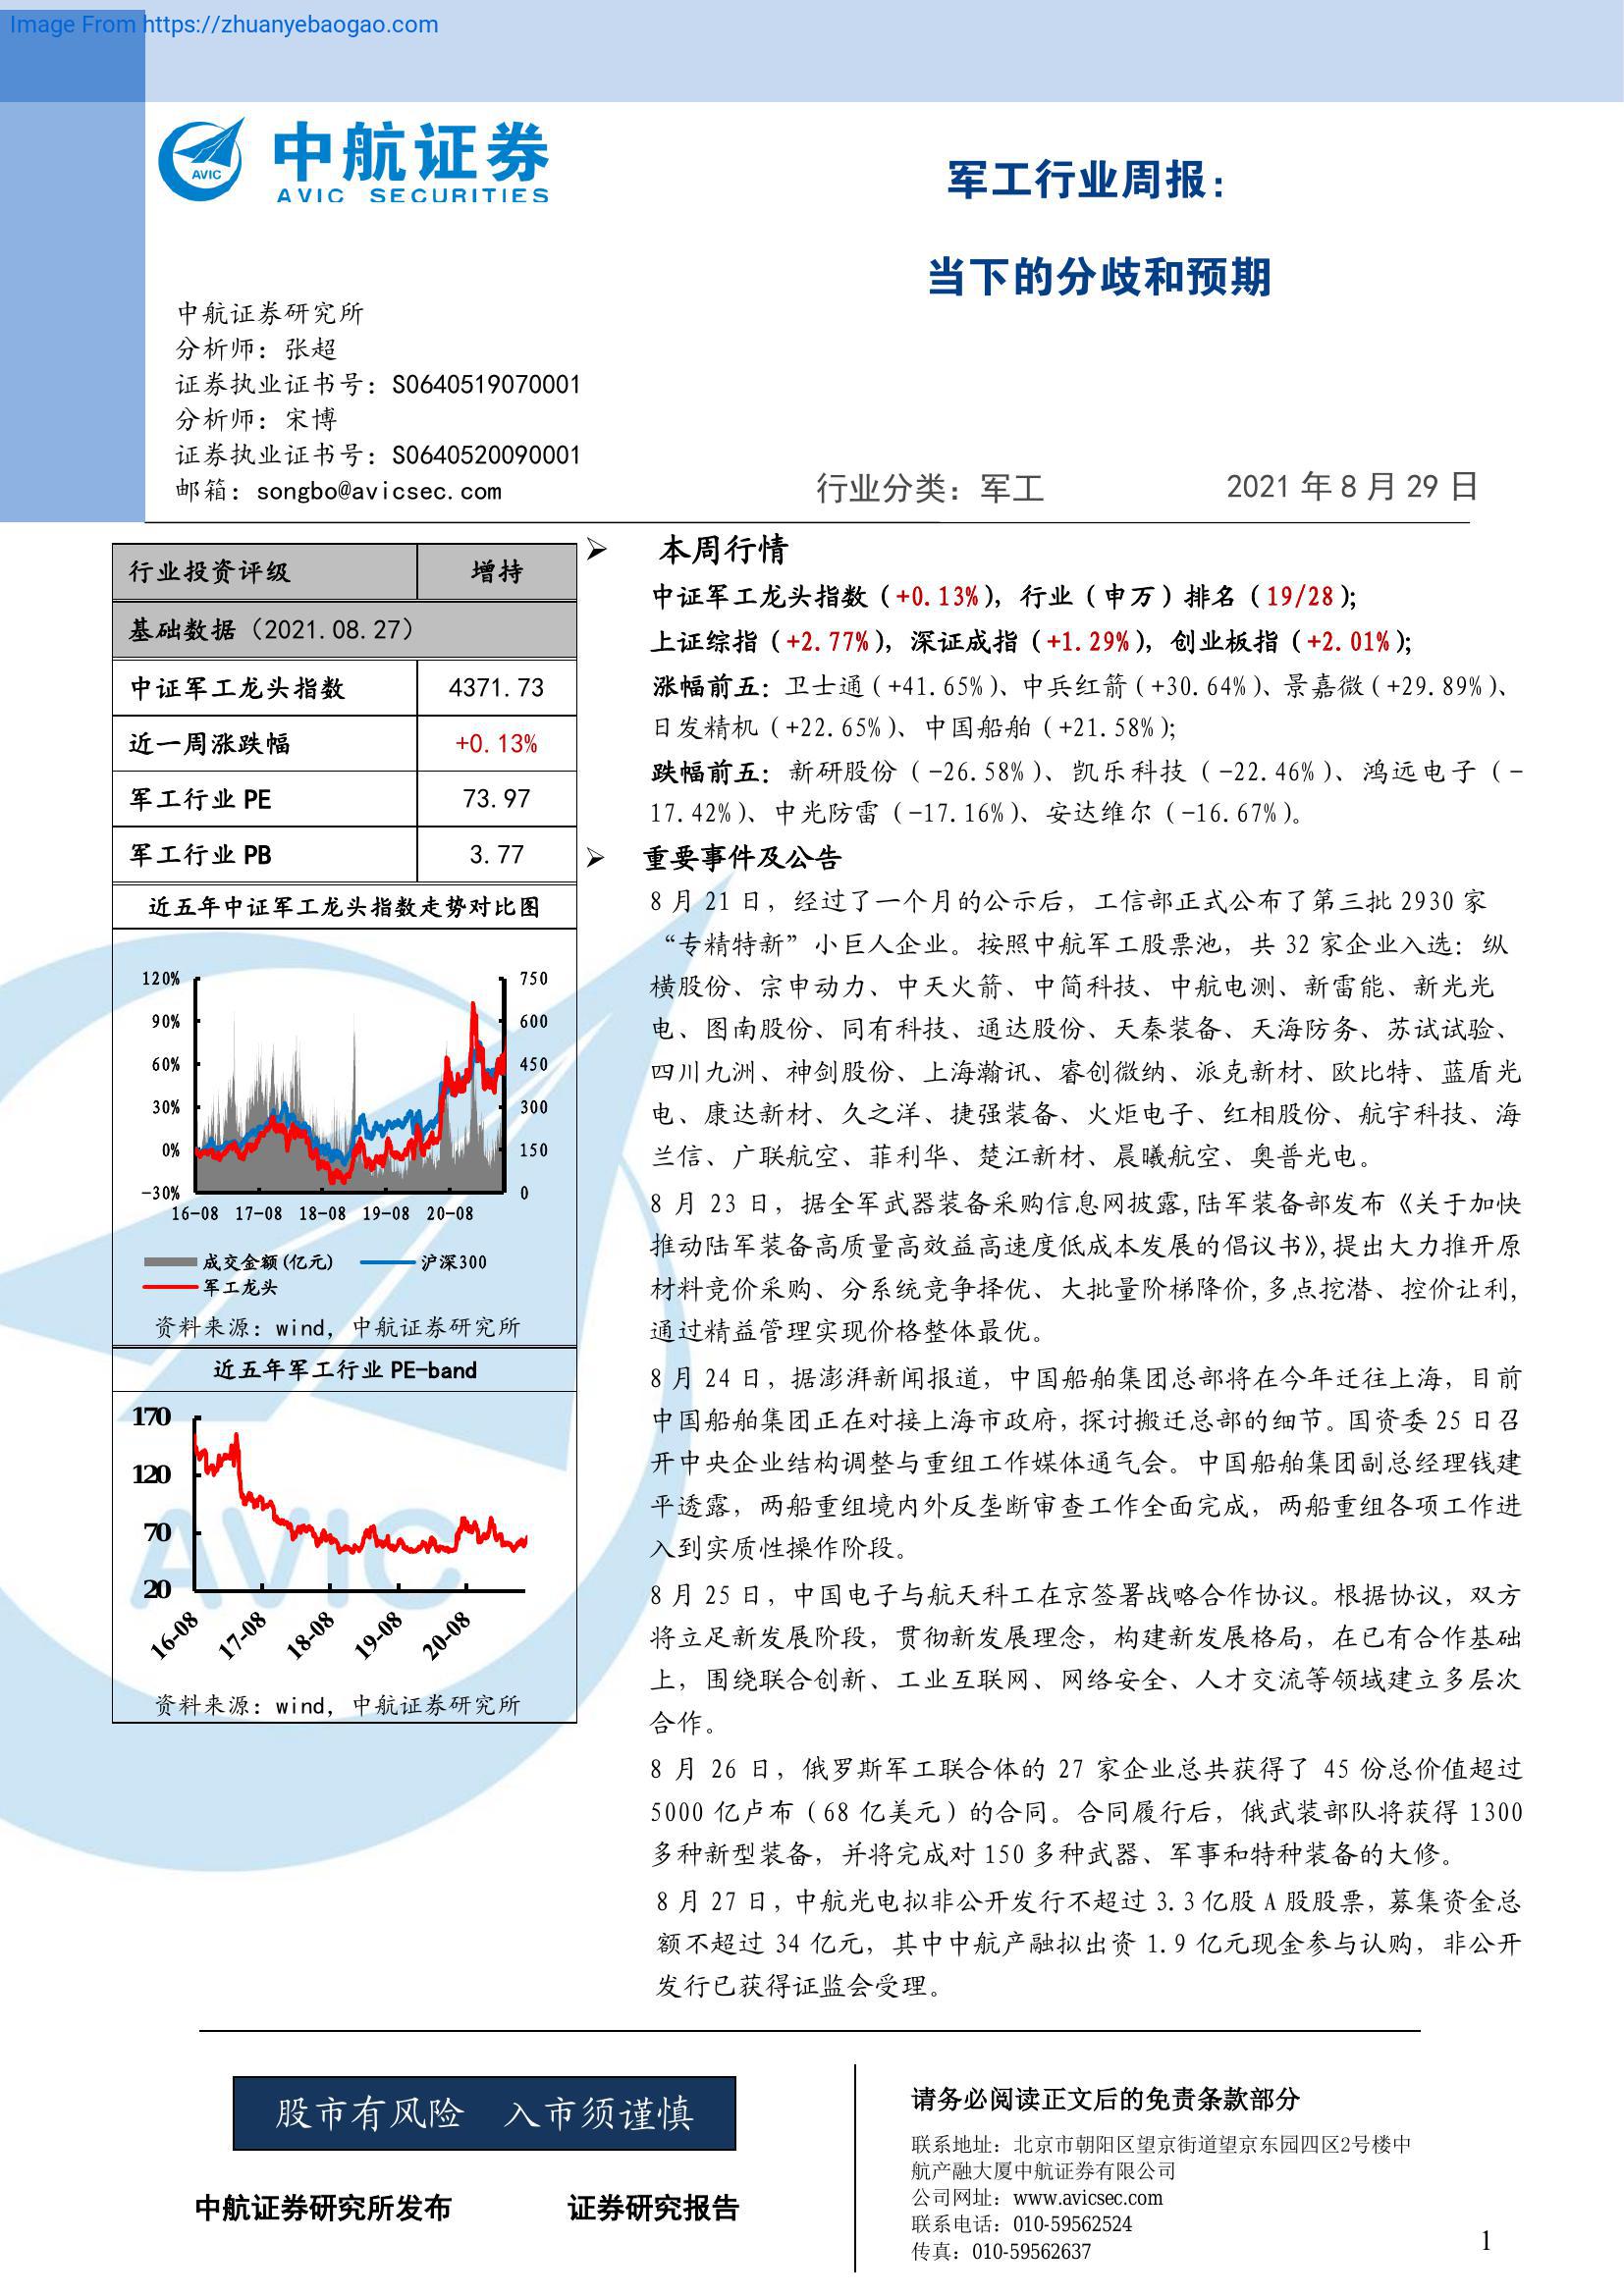 Image From https://zhuanyebaogao.com
AVIC
中航证券
AVIC SECURITIES
军工行业周报：
当下的分歧和预期
中航证券研究所
分析师：张超
证券执业证书号：S0640519070001
分析师：宋博
证券执业证书号：S0640520090001
邮箱：songbo@avicsec.com
行业分类：军工
2021 年 8 月 29 日
行业投资评级 增持
基础数据（2021.08.27）
中证军工龙头指数 4371.73
近一周涨跌幅 +0.13%
军工行业 PE 73.97
军工行业 PB 3.77
近五年中证军工龙头指数走势对比图
120% 750
90% 600
60% 450
30% 300
0% 150
-30% 0
16-08 17-08 18-08 19-08 20-08
成交金额(亿元) 沪深300
军工龙头
资料来源：wind，中航证券研究所
近五年军工行业 PE-band
170
120
70
20
16-08 17-08 18-08 19-08 20-08
资料来源：wind，中航证券研究所
AVIC
➢ 本周行情
中证军工龙头指数（+0.13%），行业（申万）排名（19/28）；
上证综指（+2.77%），深证成指（+1.29%），创业板指（+2.01%）；
涨幅前五：卫士通（+41.65%）、中兵红箭（+30.64%）、景嘉微（+29.89%）、
日发精机（+22.65%）、中国船舶（+21.58%）；
跌幅前五：新研股份（-26.58%）、凯乐科技（-22.46%）、鸿远电子（-
17.42%）、中光防雷（-17.16%）、安达维尔（-16.67%）。
➢ 重要事件及公告
8 月 21 日，经过了一个月的公示后，工信部正式公布了第三批 2930 家
“专精特新”小巨人企业。按照中航军工股票池，共 32 家企业入选：纵
横股份、宗申动力、中天火箭、中简科技、中航电测、新雷能、新光光
电、图南股份、同有科技、通达股份、天秦装备、天海防务、苏试试验、
四川九洲、神剑股份、上海瀚讯、睿创微纳、派克新材、欧比特、蓝盾光
电、康达新材、久之洋、捷强装备、火炬电子、红相股份、航宇科技、海
兰信、广联航空、菲利华、楚江新材、晨曦航空、奥普光电。
8 月 23 日，据全军武器装备采购信息网披露,陆军装备部发布《关于加快
推动陆军装备高质量高效益高速度低成本发展的倡议书》,提出大力推开原
材料竞价采购、分系统竞争择优、大批量阶梯降价,多点挖潜、控价让利,
通过精益管理实现价格整体最优。
8 月 24 日，据澎湃新闻报道，中国船舶集团总部将在今年迁往上海，目前
中国船舶集团正在对接上海市政府，探讨搬迁总部的细节。国资委 25 日召
开中央企业结构调整与重组工作媒体通气会。中国船舶集团副总经理钱建
平透露，两船重组境内外反垄断审查工作全面完成，两船重组各项工作进
入到实质性操作阶段。
8 月 25 日，中国电子与航天科工在京签署战略合作协议。根据协议，双方
将立足新发展阶段，贯彻新发展理念，构建新发展格局，在已有合作基础
上，围绕联合创新、工业互联网、网络安全、人才交流等领域建立多层次
合作。
8 月 26 日，俄罗斯军工联合体的 27 家企业总共获得了 45 份总价值超过
5000 亿卢布（68 亿美元）的合同。合同履行后，俄武装部队将获得 1300
多种新型装备，并将完成对 150 多种武器、军事和特种装备的大修。
8 月 27 日，中航光电拟非公开发行不超过 3.3 亿股 A 股股票，募集资金总
额不超过 34 亿元，其中中航产融拟出资 1.9 亿元现金参与认购，非公开
发行已获得证监会受理。
股市有风险 入市须谨慎
中航证券研究所发布 证券研究报告
请务必阅读正文后的免责条款部分
联系地址：北京市朝阳区望京街道望京东园四区2号楼中
航产融大厦中航证券有限公司
公司网址：www.avicsec.com
联系电话：010-59562524
传真：010-59562637
1